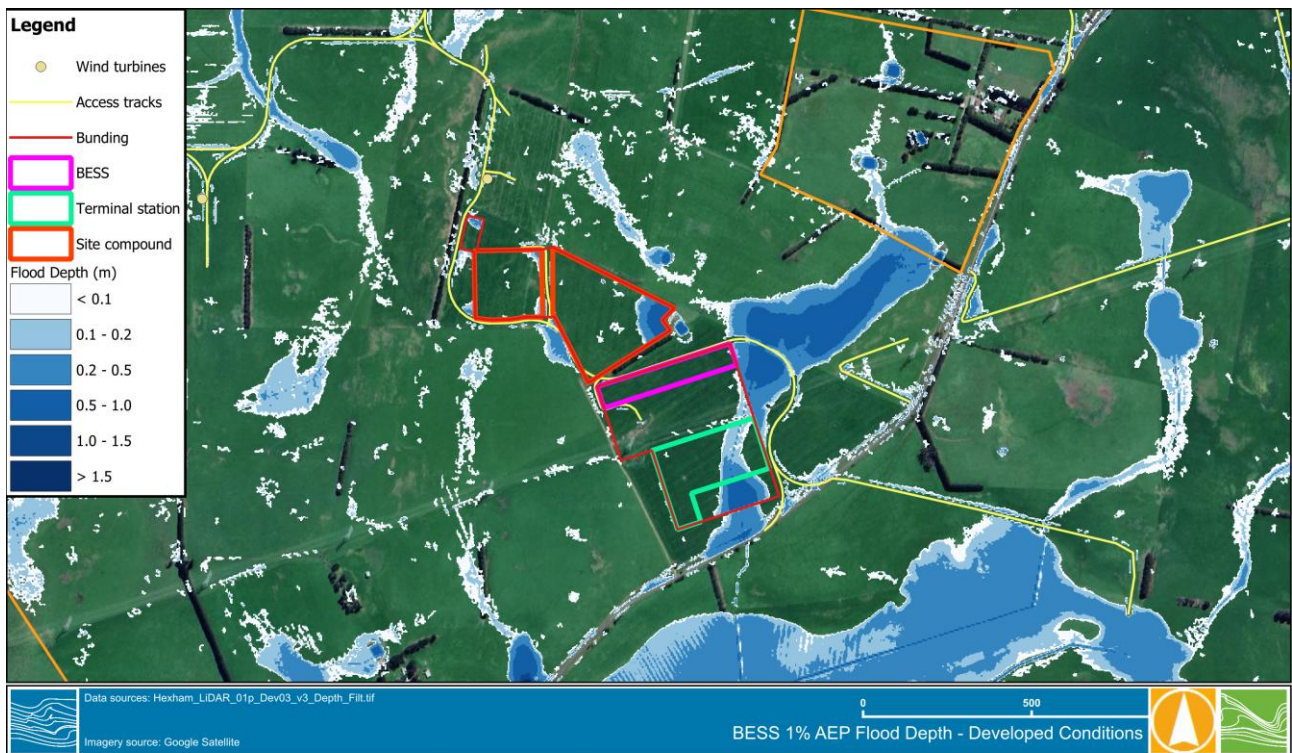 Legend
Wind turbines
Access tracks
Bunding
BESS
Terminal station
Site compound
Flood Depth (m)
< 0.1
0.1 - 0.2
0.2 - 0.5
0.5 - 1.0
1.0 - 1.5
> 1.5
Data sources: Hexham_LiDAR_01p_Dev03_v3_Depth_Filt.tif
Imagery source: Google Satellite
0 500
BESS 1% AEP Flood Depth - Developed Conditions